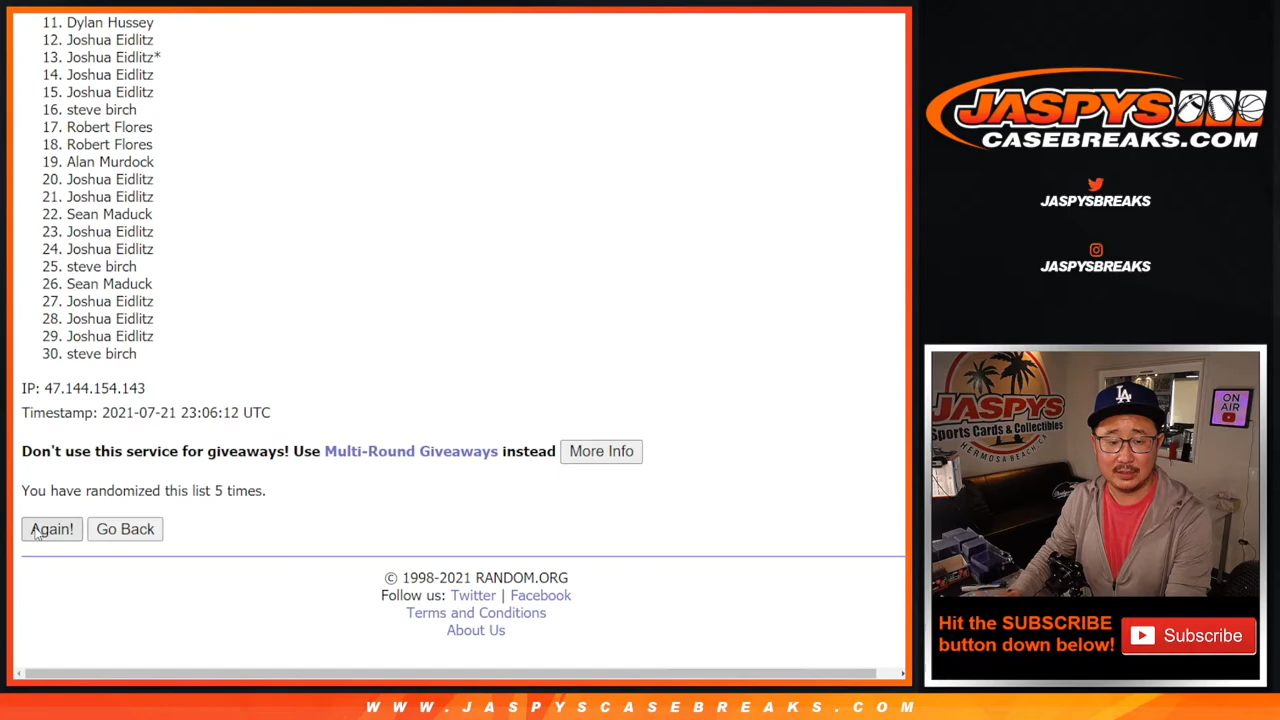 11. Dylan Hussey
12. Joshua Eidlitz
13. Joshua Eidlitz*
14. Joshua Eidlitz
15. Joshua Eidlitz
16. steve birch
17. Robert Flores
18. Robert Flores
19. Alan Murdock
20. Joshua Eidlitz
21. Joshua Eidlitz
22. Sean Maduck
23. Joshua Eidlitz
24. Joshua Eidlitz
25. steve birch
26. Sean Maduck
27. Joshua Eidlitz
28. Joshua Eidlitz
29. Joshua Eidlitz
30. steve birch
IP: 47.144.154.143
Timestamp: 2021-07-21 23:06:12 UTC
Don't use this service for giveaways! Use Multi-Round Giveaways instead More Info
You have randomized this list 5 times.
Again! Go Back
© 1998-2021 RANDOM.ORG
Follow us: Twitter | Facebook
Terms and Conditions
About Us
JASPYS
CASEBREAKS.COM
JASPYSBREAKS
JASPYSBREAKS
JASPYS
Sports Cards & Collectibles
HERMOSA BEACH, CA
LA
ON
AIR
Hit the SUBSCRIBE
button down below!
Subscribe
WWW.JASPYSCASEBREAKS.COM